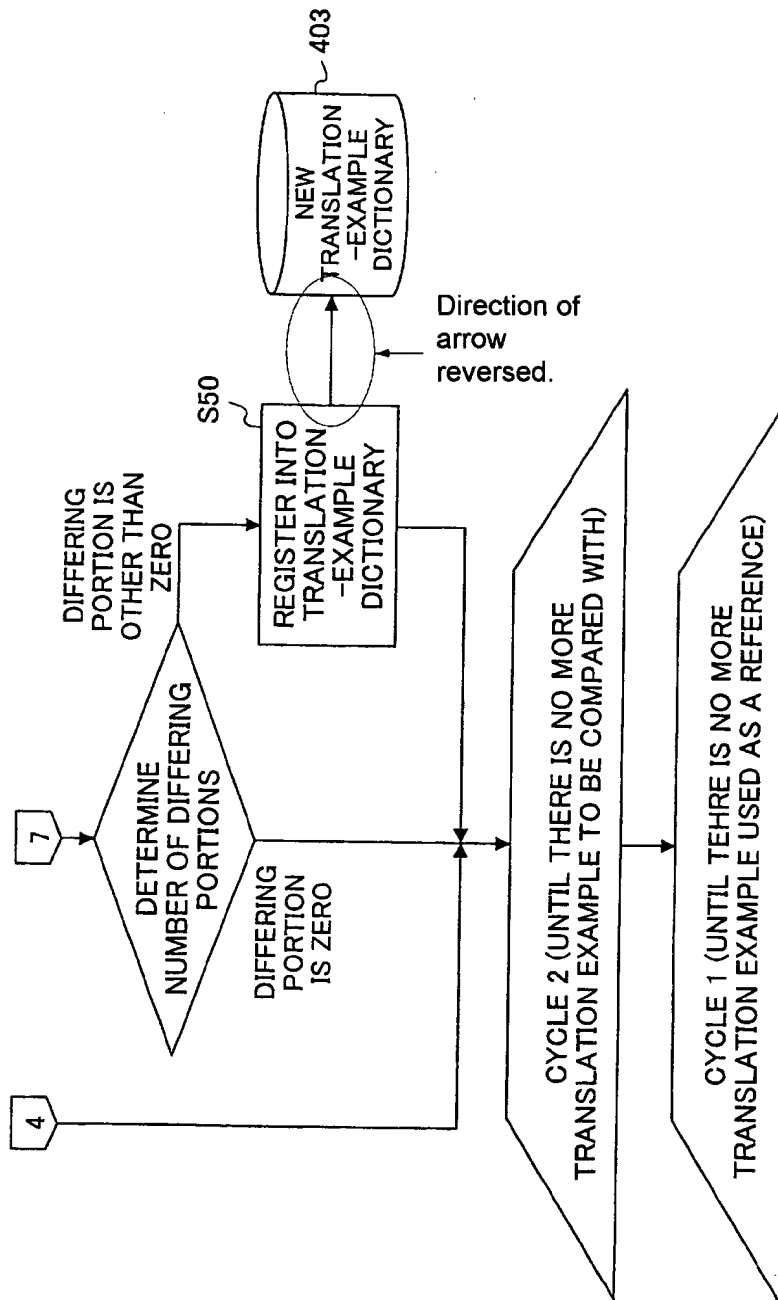 4
7
DETERMINE
NUMBER OF DIFFERING
PORTIONS
DIFFERING
PORTION IS
OTHER THAN
ZERO
DIFFERING
PORTION
IS ZERO
S50
REGISTER INTO
TRANSLATION
-EXAMPLE
DICTIONARY
403
NEW
TRANSLATION
-EXAMPLE
DICTIONARY
Direction of
arrow
reversed.
CYCLE 2 (UNTIL THERE IS NO MORE
TRANSLATION EXAMPLE TO BE COMPARED WITH)
CYCLE 1 (UNTIL TEHRE IS NO MORE
TRANSLATION EXAMPLE USED AS A REFERENCE)